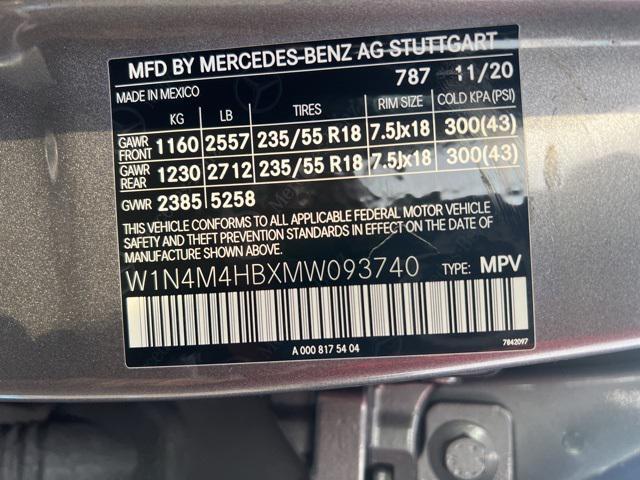 MFD BY MERCEDES-BENZ AG STUTTGART
787 11/20
MADE IN MEXICO
KG LB TIRES RIM SIZE COLD KPA(PSI)
GAWR FRONT 1160 2557 235/55 R18 7.5Jx18 300(43)
GAWR REAR 1230 2712 235/55 R18 7.5Jx18 300(43)
GVWR 2385 5258
THIS VEHICLE CONFORMS TO ALL APPLICABLE FEDERAL MOTOR VEHICLE
SAFETY AND THEFT PREVENTION STANDARDS IN EFFECT ON THE DATE OF
MANUFACTURE SHOWN ABOVE.
W1N4M4HBXMW093740 TYPE: MPV
A 000 817 54 04
7842097